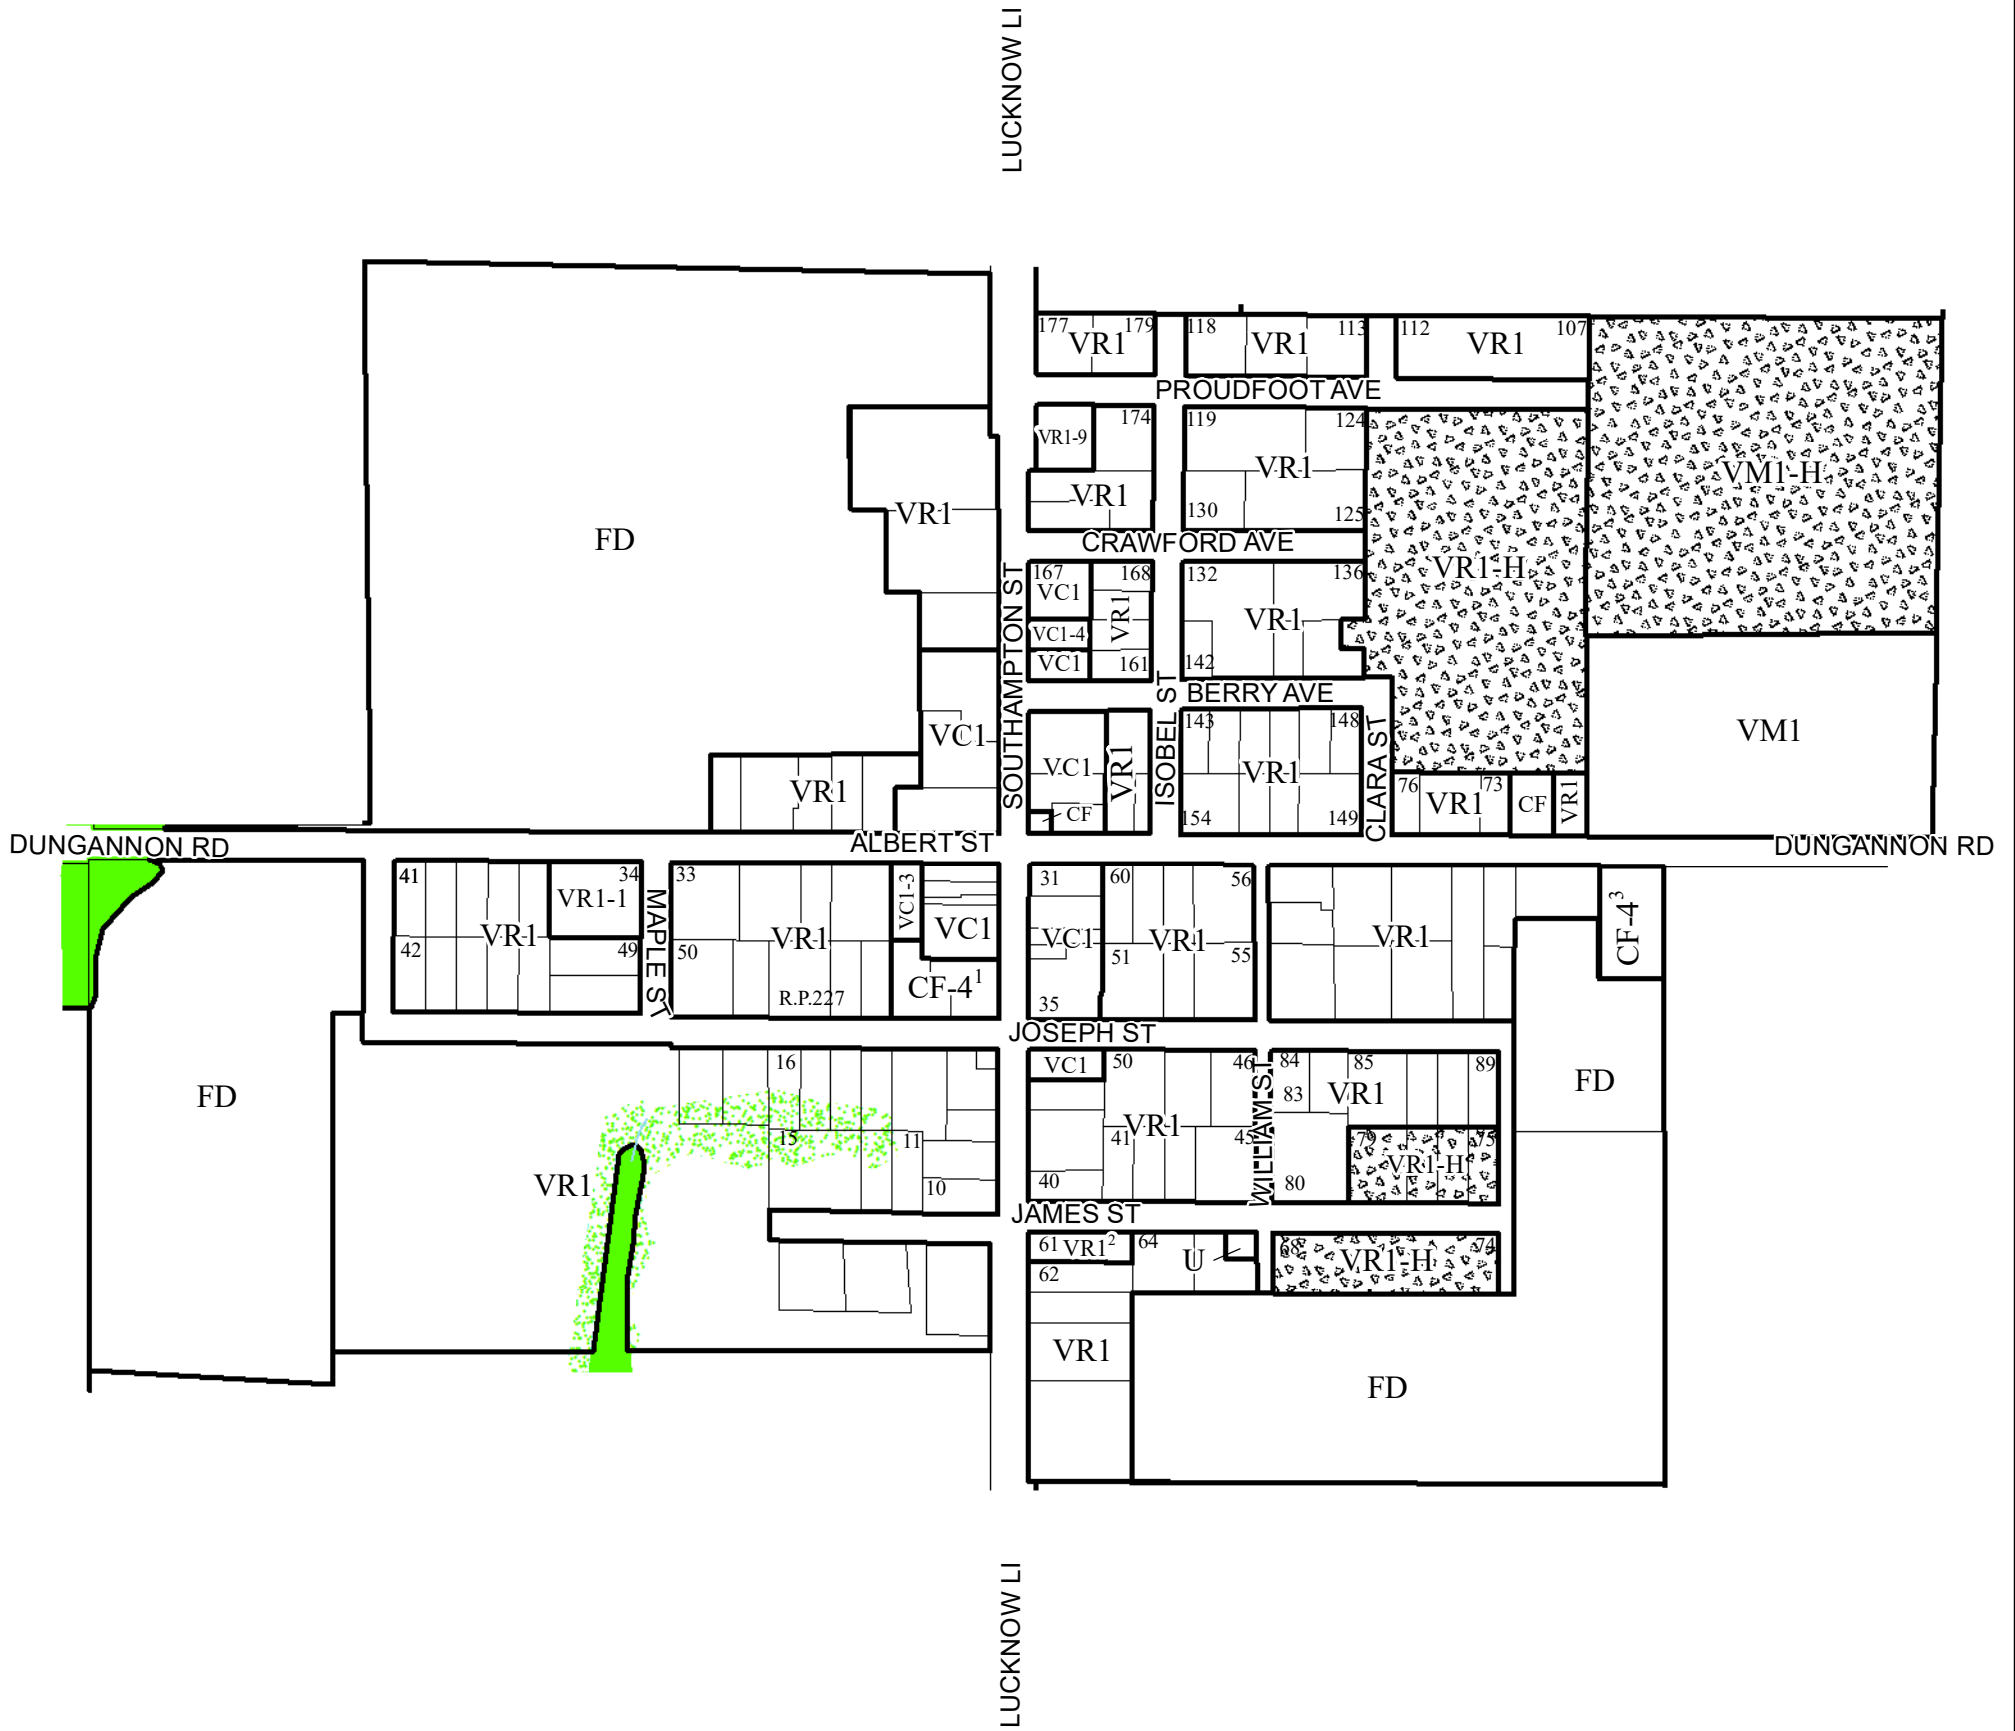 LUCKNOW LI
177
VR1
179
118
VR1
113
112
VR1
107
PROUDFOOT AVE
VR1-9
174
119
124
VR1
VR1
130
125
CRAWFORD AVE
FD
VR1
VR1-H
VM1-H
SOUTHAMPTON ST
167
VC1
168
VR1
132
136
VR1
VC1-4
VC1
161
142
ISOBEL ST
BERRY AVE
VC1
VC1
VR1
143
148
VR1
CLARA ST
VM1
VR1
CF
154
149
76
VR1
73
CF
VR1
DUNGANNON RD
ALBERT ST
DUNGANNON RD
41
34
VR1-1
MAPLE ST
33
VC1-3
VC1
31
60
56
VR1
VR1
VC1
VR1
VR1
CF-4³
42
49
50
R.P.227
CF-4¹
51
55
35
JOSEPH ST
FD
16
VC1
50
46
WILLIAM ST
84
85
89
83
VR1
FD
15
11
41
VR1
45
79
75
VR1-H
VR1
10
40
80
JAMES ST
61
VR1²
64
U
68
VR1-H
74
62
VR1
FD
LUCKNOW LI